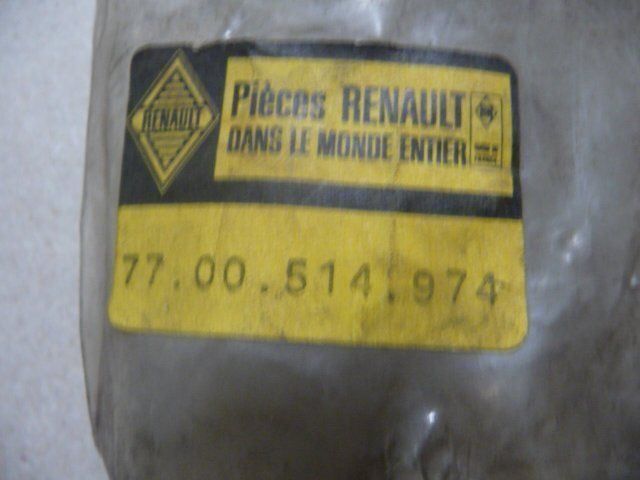 RENAULT
Pièces RENAULT
DANS LE MONDE ENTIER
77.00.514.974